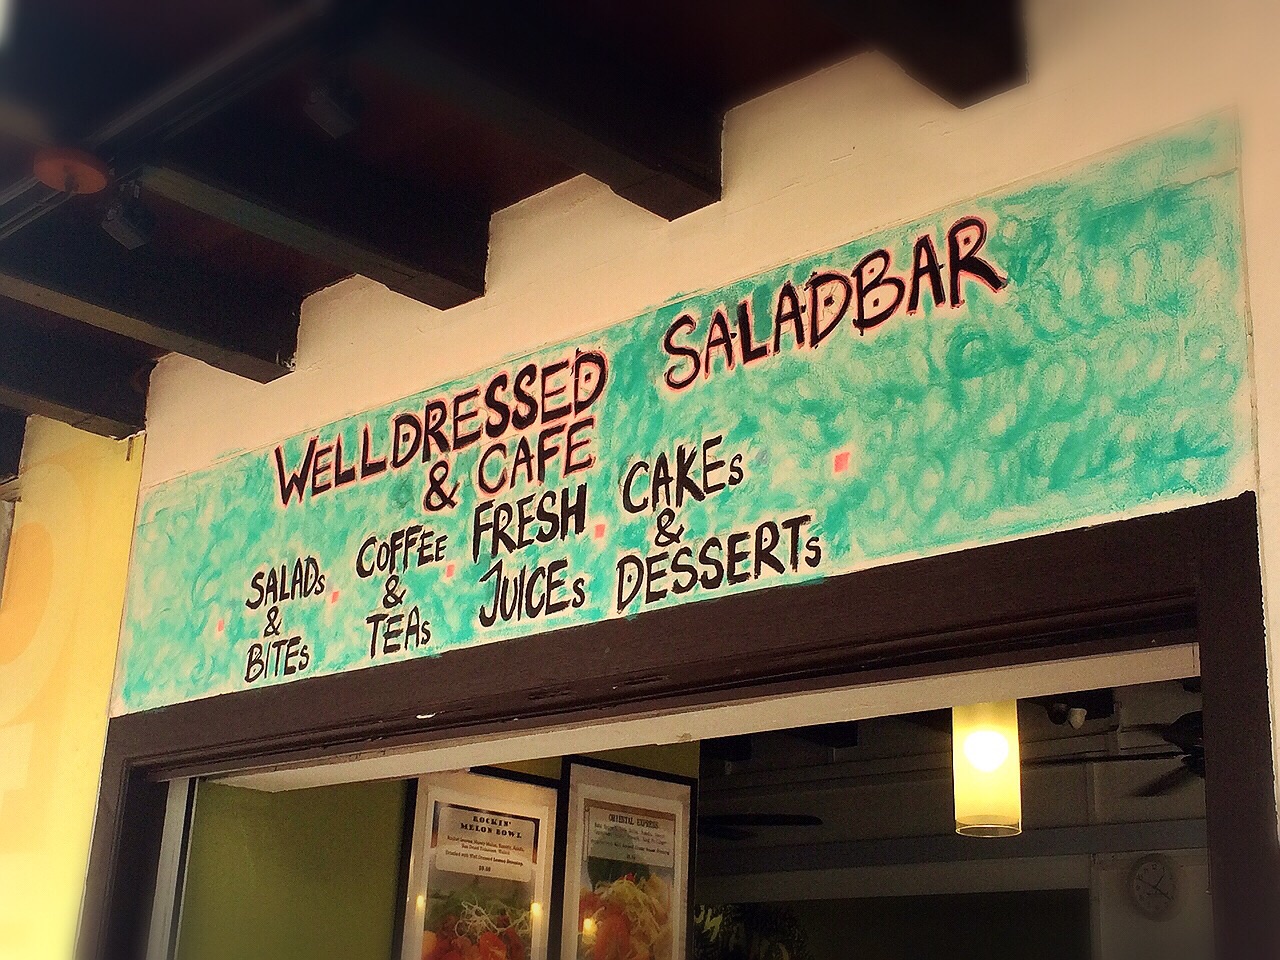 WELLDRESSED SALADBAR
& CAFE
SALADs
&
BITEs
COFFEE
&
TEAs
FRESH
JUICEs
CAKEs
&
DESSERTs
ROCKIN'
MELON BOWL
ORIENTAL EXPRESS